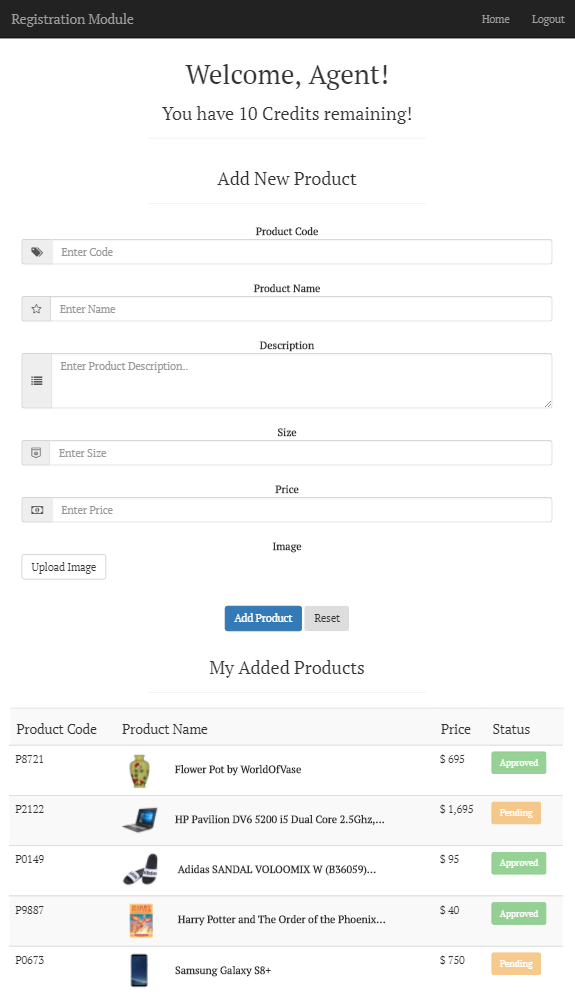 Registration Module Home Logout
Welcome, Agent!
You have 10 Credits remaining!
Add New Product
Product Code
Enter Code
Product Name
Enter Name
Description
Enter Product Description..
Size
Enter Size
Price
Enter Price
Image
Upload Image
Add Product Reset
My Added Products
Product Code Product Name Price Status
P8721 Flower Pot by WorldOfVase $ 695 Approved
P2122 HP Pavilion DV6 5200 i5 Dual Core 2.5Ghz,... $ 1,695 Pending
P0149 Adidas SANDAL VOLOOMIX W (B36059)... $ 95 Approved
P9887 Harry Potter and The Order of the Phoenix... $ 40 Approved
P0673 Samsung Galaxy S8+ $ 750 Pending